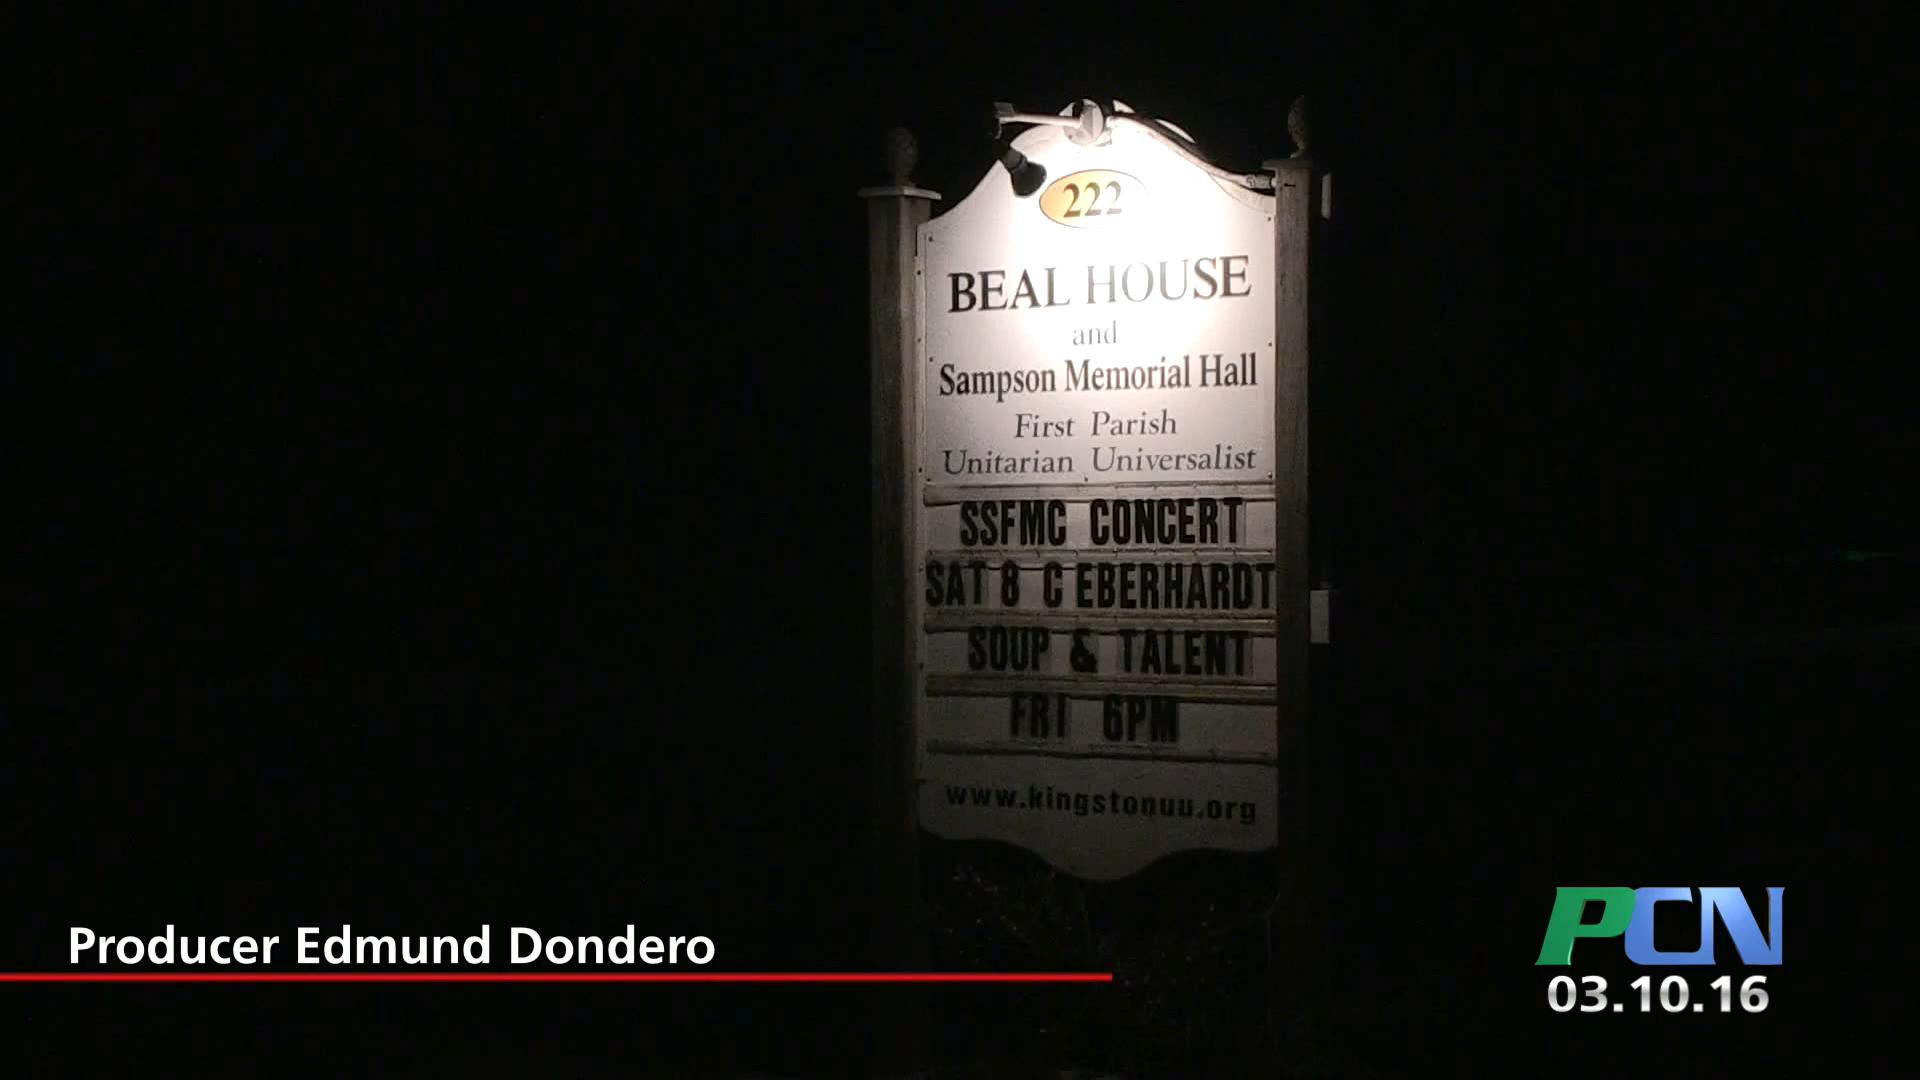 222
BEAL HOUSE
and
Sampson Memorial Hall
First Parish
Unitarian Universalist
SSFMC CONCERT
SAT 8 C EBERHARDT
SOUP & TALENT
FRI 6PM
www.kingstonuu.org
Producer Edmund Dondero
PCN
03.10.16